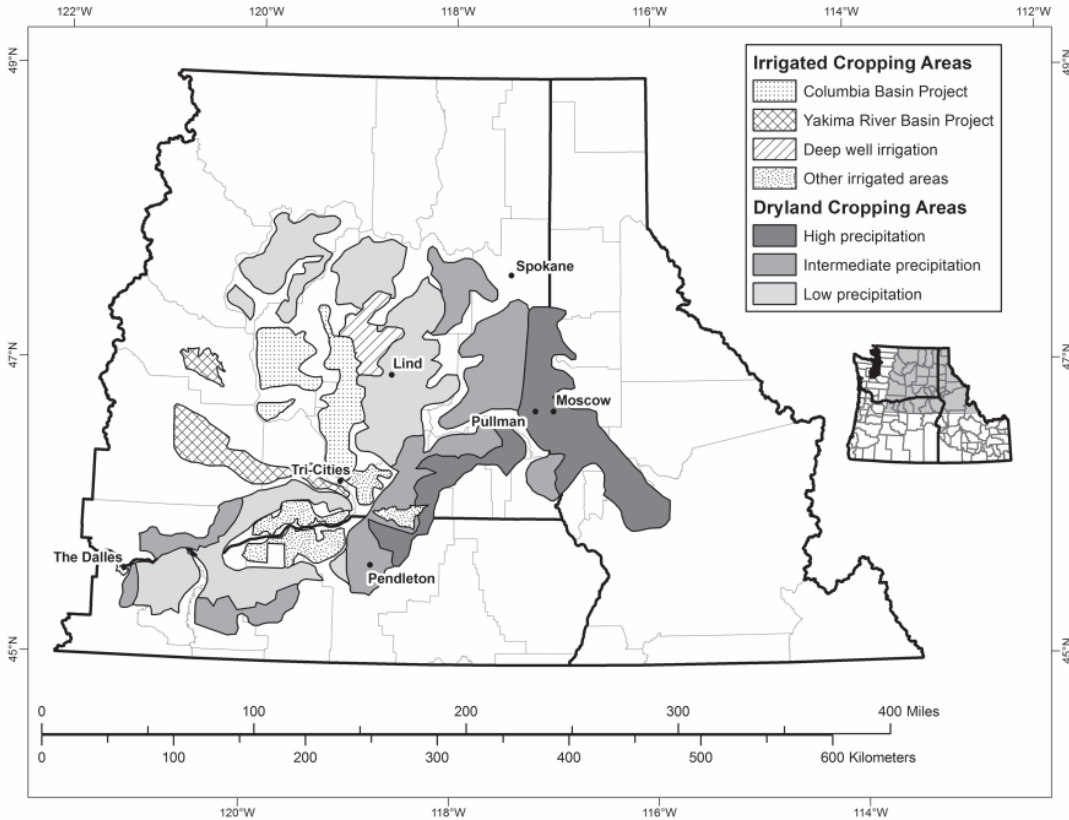 122°W 120°W 118°W 116°W 114°W 112°W
49°N 49°N
Irrigated Cropping Areas
Columbia Basin Project
Yakima River Basin Project
Deep well irrigation
Other irrigated areas
Dryland Cropping Areas
High precipitation
Intermediate precipitation
Low precipitation
Spokane
47°N 47°N
Lind
Moscow
Pullman
Tri-Cities
The Dalles
Pendleton
45°N 45°N
0 100 200 300 400 Miles
0 100 200 300 400 500 600 Kilometers
120°W 118°W 116°W 114°W